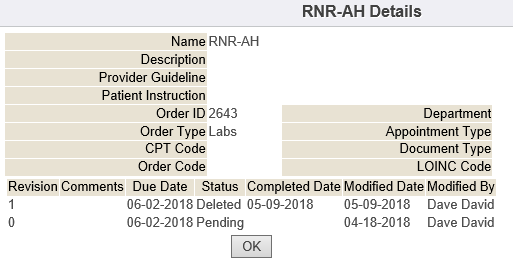 RNR-AH Details
Name RNR-AH
Description
Provider Guideline
Patient Instruction
Order ID 2643 Department
Order Type Labs Appointment Type
CPT Code Document Type
Order Code LOINC Code
Revision Comments Due Date Status Completed Date Modified Date Modified By
1 06-02-2018 Deleted 05-09-2018 05-09-2018 Dave David
0 06-02-2018 Pending 04-18-2018 Dave David
OK